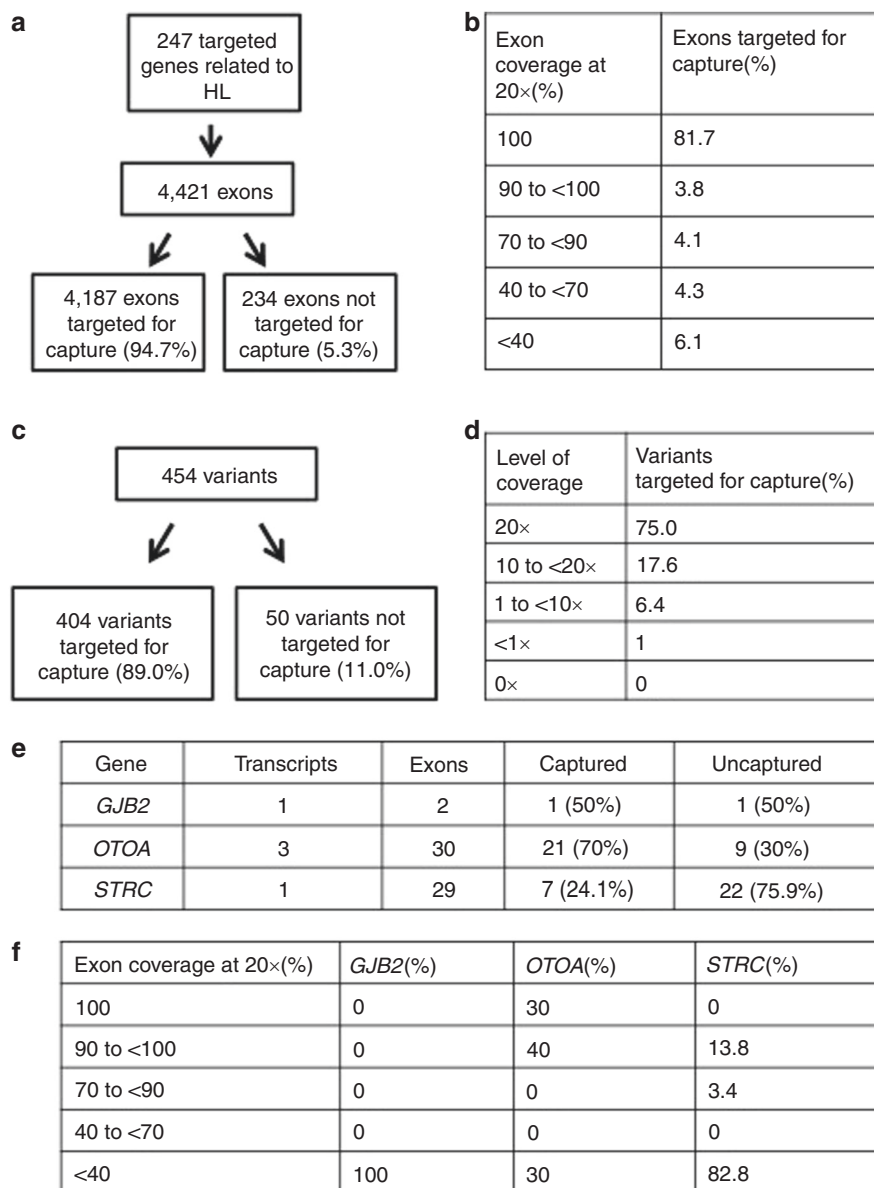 a
247 targeted
genes related to
HL
4,421 exons
4,187 exons
targeted for
capture (94.7%)
234 exons not
targeted for
capture (5.3%)
b
Exon
coverage at
20×(%)
Exons targeted for
capture(%)
100
81.7
90 to <100
3.8
70 to <90
4.1
40 to <70
4.3
<40
6.1
c
454 variants
404 variants
targeted for
capture (89.0%)
50 variants not
targeted for
capture (11.0%)
d
Level of
coverage
Variants
targeted for capture(%)
20×
75.0
10 to <20×
17.6
1 to <10×
6.4
<1×
1
0×
0
e
Gene Transcripts Exons Captured Uncaptured
GJB2 1 2 1 (50%) 1 (50%)
OTOA 3 30 21 (70%) 9 (30%)
STRC 1 29 7 (24.1%) 22 (75.9%)
f
Exon coverage at 20×(%) GJB2(%) OTOA(%) STRC(%)
100 0 30 0
90 to <100 0 40 13.8
70 to <90 0 0 3.4
40 to <70 0 0 0
<40 100 30 82.8